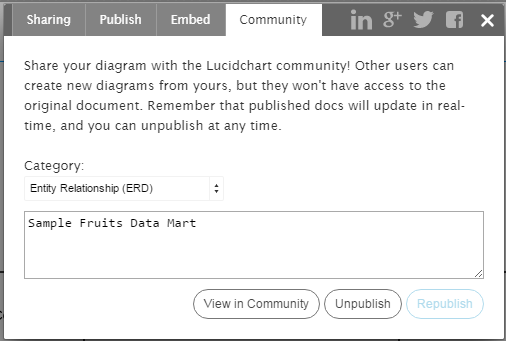 Sharing Publish Embed Community in g+ f ×
Share your diagram with the Lucidchart community! Other users can
create new diagrams from yours, but they won't have access to the
original document. Remember that published docs will update in real-
time, and you can unpublish at any time.
Category:
Entity Relationship (ERD)
Sample Fruits Data Mart
View in Community Unpublish Republish